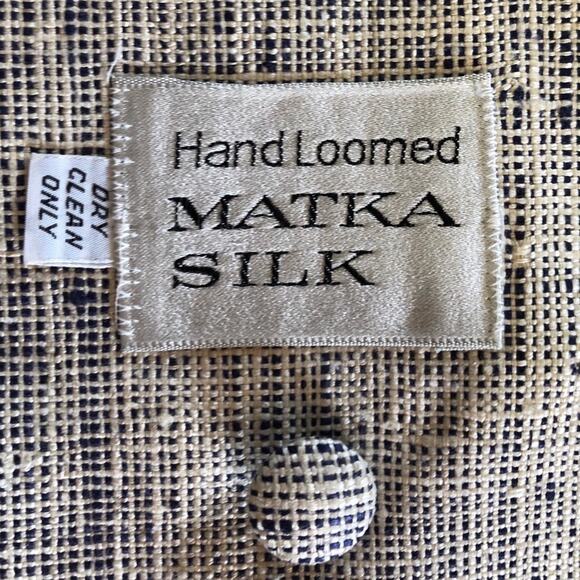 Hand Loomed
MATKA
SILK
DRY
CLEAN
ONLY